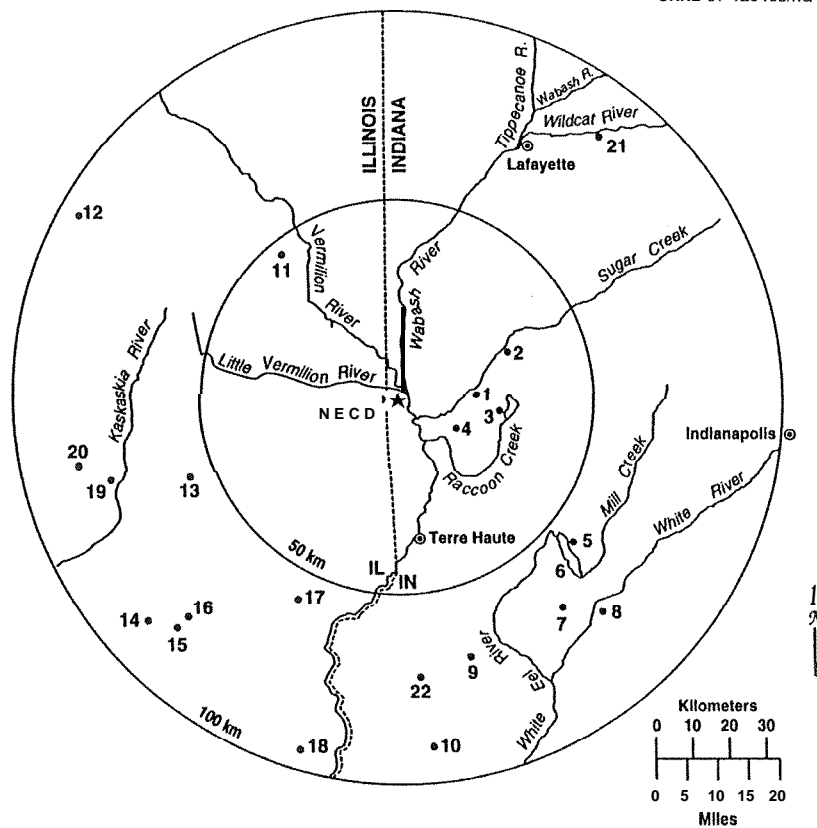 Tippecanoe R.
Wabash R.
Wildcat River
21
Lafayette
ILLINOIS
INDIANA
12
11
Vermilion
River
Wabash
River
Sugar Creek
Kaskaskia River
Little Vermilion River
2
1
3
4
NECD
Raccoon Creek
Indianapolis
20
19
13
Mill Creek
White River
Terre Haute
5
6
50 km
IL
IN
14
16
15
17
7
8
Eel River
9
22
100 km
18
10
White
Kilometers
0 10 20 30
0 5 10 15 20
Miles